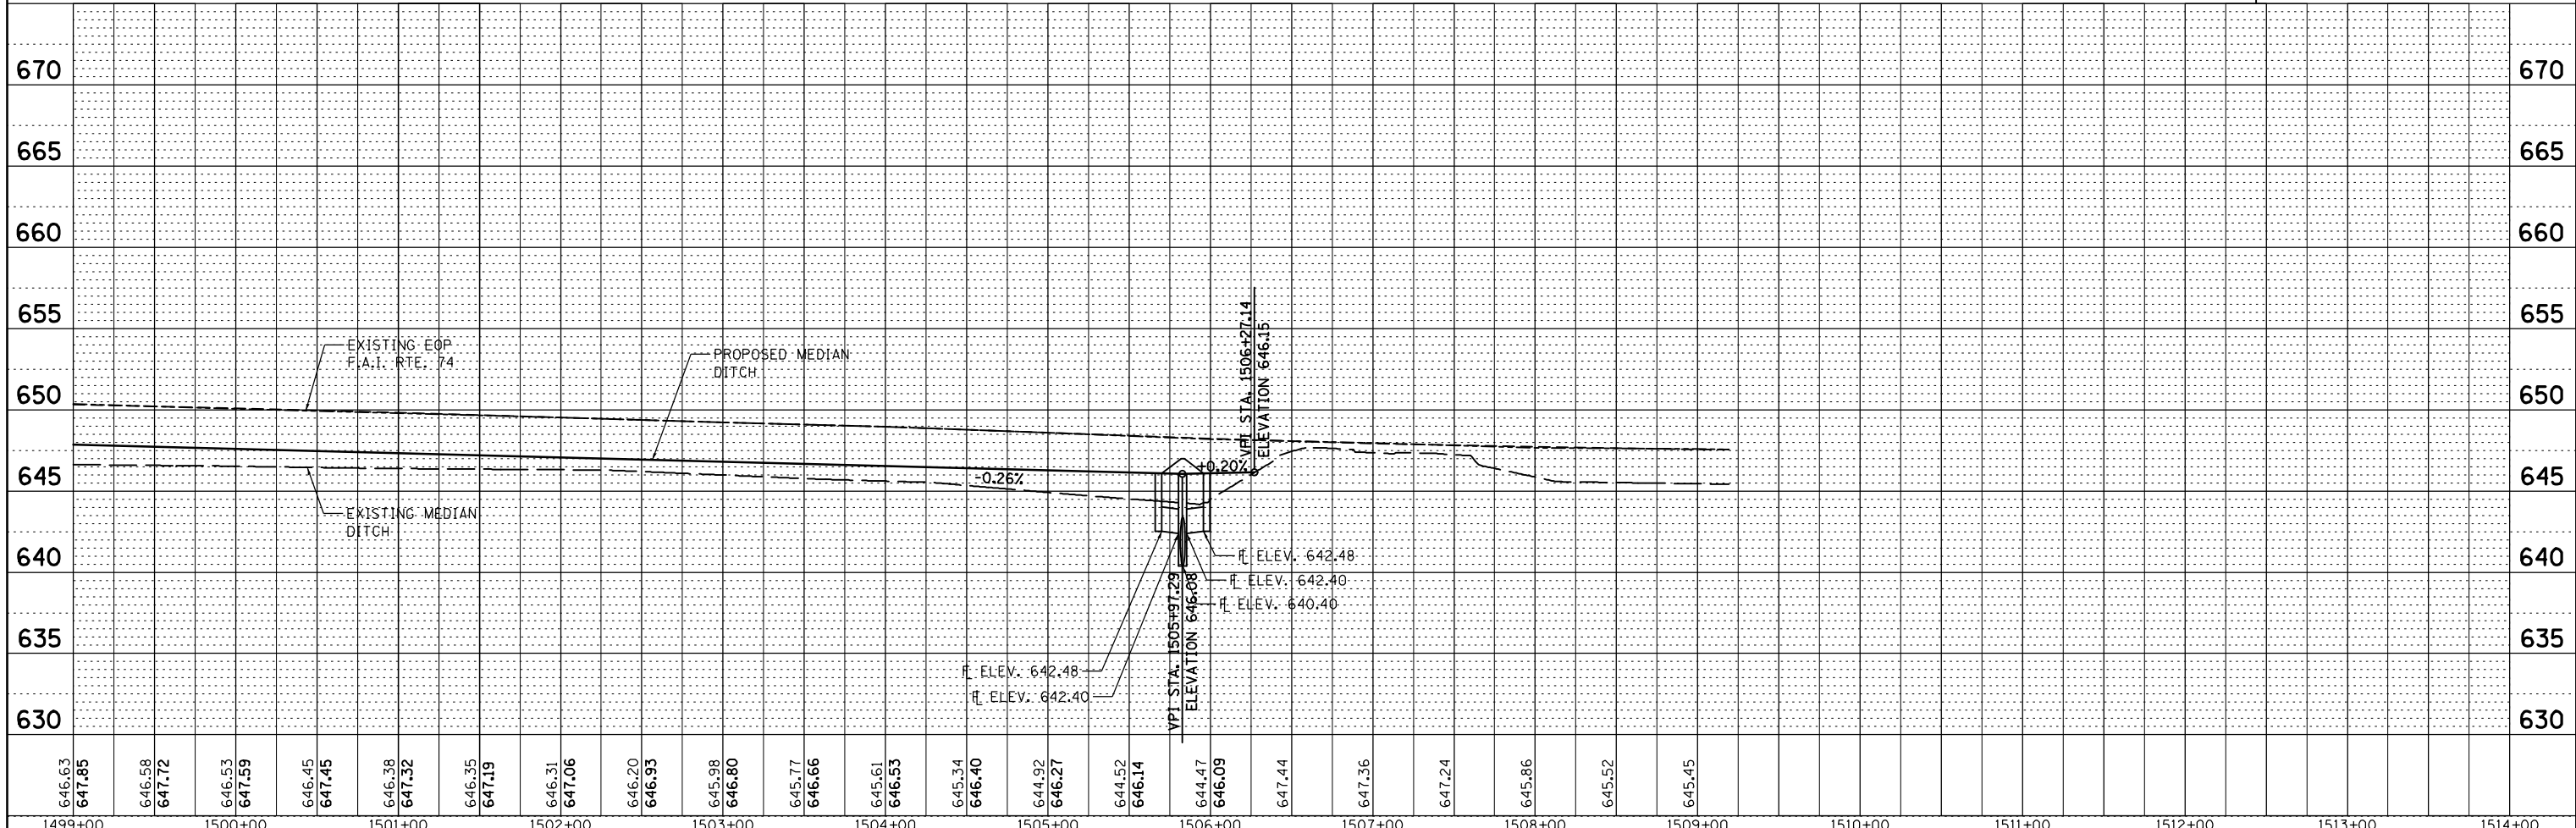 670 670
665 665
660 660
655 655
650 650
645 645
640 640
635 635
630 630
EXISTING EOP
F.A.I. RTE. 74
PROPOSED MEDIAN
DITCH
VPI STA. 1506+27.14
ELEVATION 646.15
EXISTING MEDIAN
DITCH
-0.26%
+0.20%
FL ELEV. 642.48
FL ELEV. 642.40
FL ELEV. 640.40
FL ELEV. 642.48
FL ELEV. 642.40
VPI STA. 1505+97.29
ELEVATION 646.08
646.63
647.85
646.58
647.72
646.53
647.59
646.45
647.45
646.38
647.32
646.35
647.19
646.31
647.06
646.20
646.93
645.98
646.80
645.77
646.66
645.61
646.53
645.34
646.40
644.92
646.27
644.52
646.14
644.47
646.09
647.44
647.36
647.24
645.86
645.52
645.45
1499+00 1500+00 1501+00 1502+00 1503+00 1504+00 1505+00 1506+00 1507+00 1508+00 1509+00 1510+00 1511+00 1512+00 1513+00 1514+00